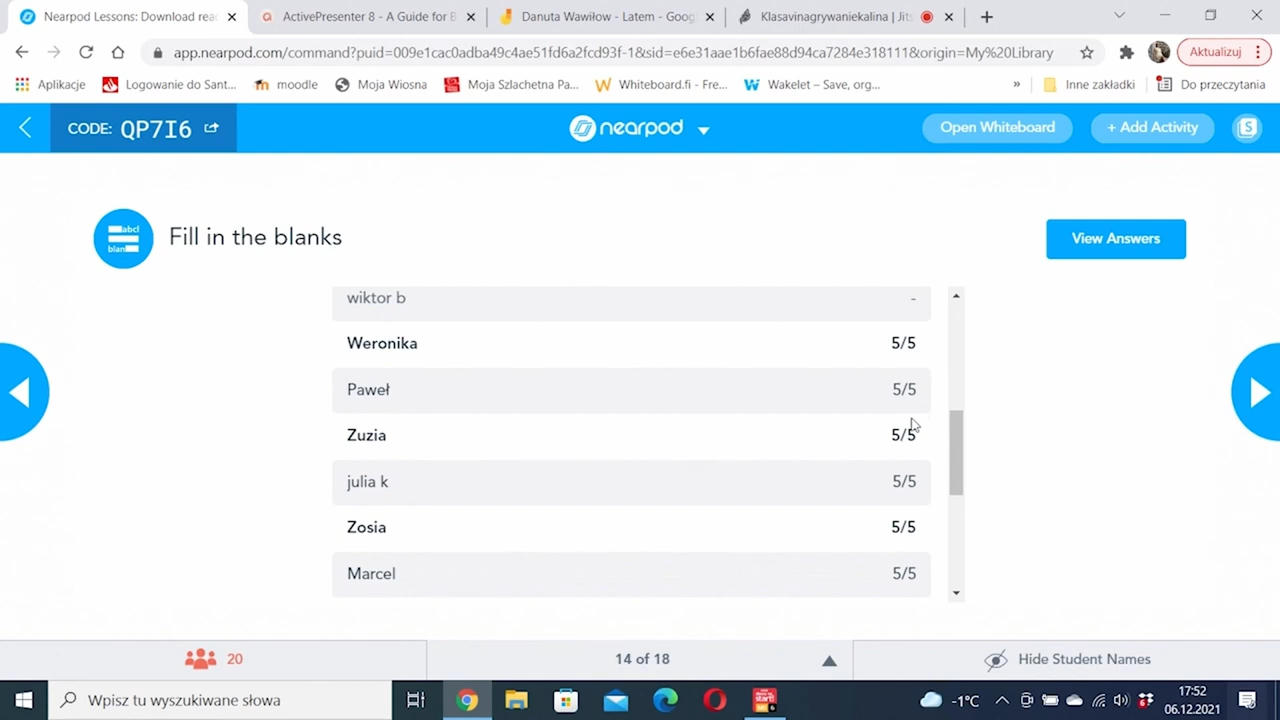 Nearpod Lessons: Download rea
ActivePresenter 8 - A Guide for B
Danuta Wawiłow - Latem - Goog
Klasavinagrywaniekalina | Jits
app.nearpod.com/command?puid=009e1cac0adba49c4ae51fd6a2fcd93f-1&sid=e6e31aae1b6fae88d94ca7284e318111&origin=My%20Library
Aktualizuj
Aplikacje
Logowanie do Sant...
moodle
Moja Wiosna
Moja Szlachetna Pa...
Whiteboard.fi - Fre...
Wakelet – Save, org...
»
Inne zakładki
Do przeczytania
CODE: QP7I6
nearpod
Open Whiteboard
+ Add Activity
S
abcl
blan
Fill in the blanks
View Answers
wiktor b -
Weronika 5/5
Paweł 5/5
Zuzia 5/5
julia k 5/5
Zosia 5/5
Marcel 5/5
20
14 of 18
Hide Student Names
Wpisz tu wyszukiwane słowa
-1°C
17:52
06.12.2021